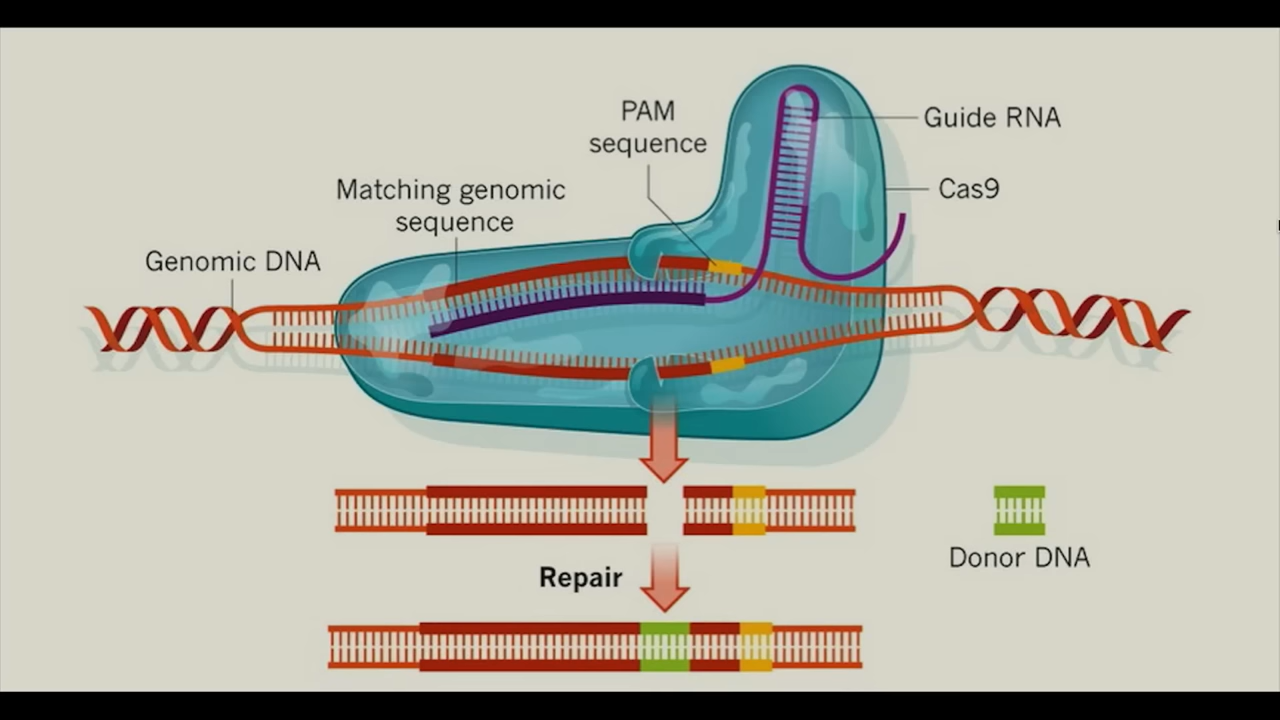 PAM
sequence
Guide RNA
Matching genomic
sequence
Cas9
Genomic DNA
Donor DNA
Repair